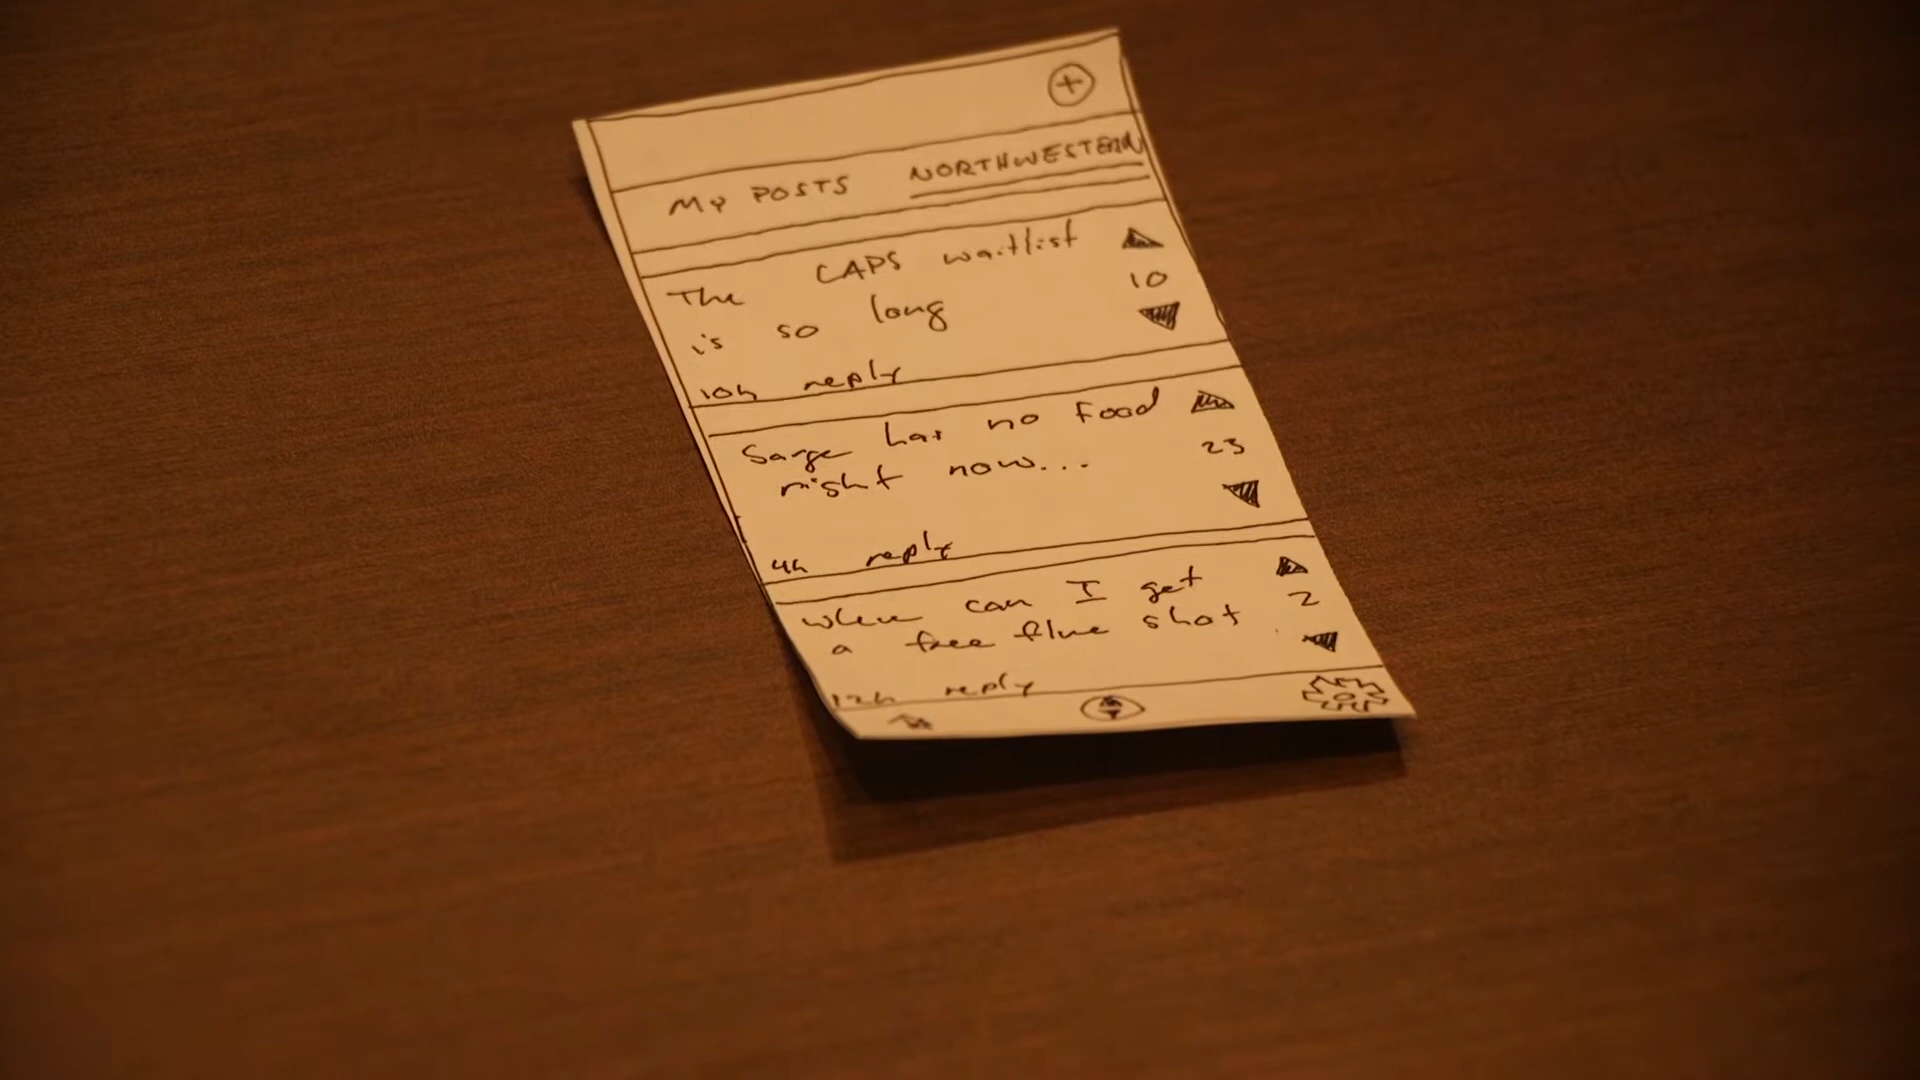 MY POSTS NORTHWESTERN
The CAPS waitlist
is so long
10
10h reply
Sarge has no food
right now...
23
4h reply
where can I get
a free flue shot
2
12h reply